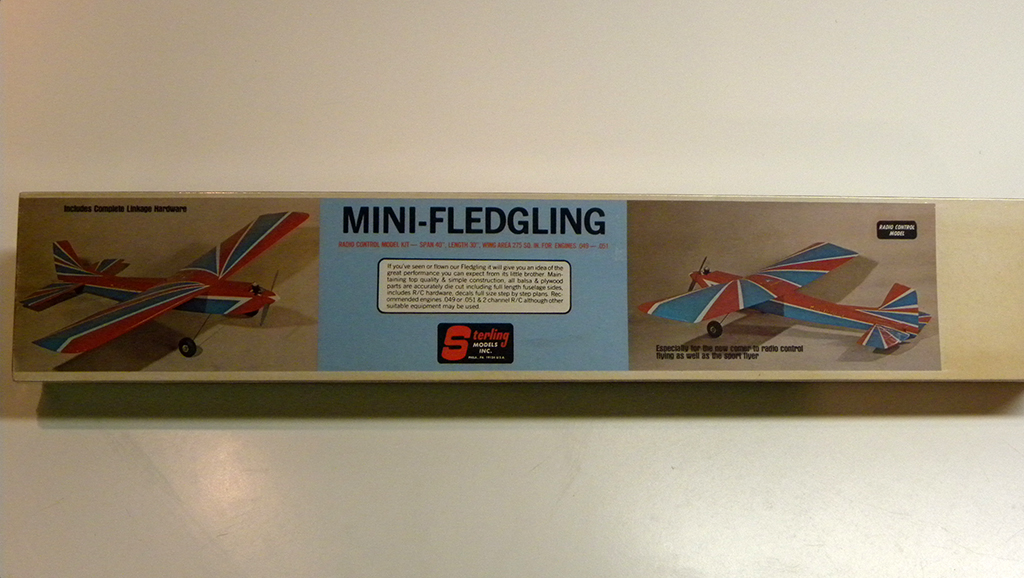 Includes Complete Linkage Hardware
MINI-FLEDGLING
RADIO CONTROL MODEL KIT — SPAN 40", LENGTH 30", WING AREA 275 SQ. IN. FOR ENGINES .049 — .051
If you've seen or flown our Fledgling it will give you an idea of the
great performance you can expect from its little brother. Main-
taining top quality & simple construction, all balsa & plywood
parts are accurately die cut including full length fuselage sides,
includes R/C hardware, decals full size step by step plans. Rec-
ommended engines .049 or .051 & 2 channel R/C although other
suitable equipment may be used.
Sterling
MODELS
INC.
PHILA., PA. 19144 U.S.A.
RADIO CONTROL
MODEL
Especially for the new comer to radio control
flying as well as the sport flyer